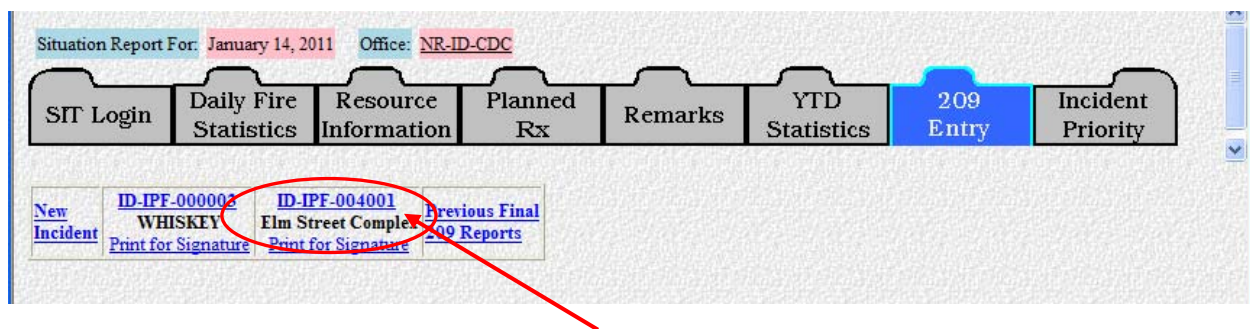 Situation Report For: January 14, 2011 Office: NR-ID-CDC
SIT Login
Daily Fire
Statistics
Resource
Information
Planned
Rx
Remarks
YTD
Statistics
209
Entry
Incident
Priority
New
Incident
ID-IPF-000003
WHISKEY
Print for Signature
ID-IPF-004001
Elm Street Complex
Print for Signature
Previous Final
209 Reports